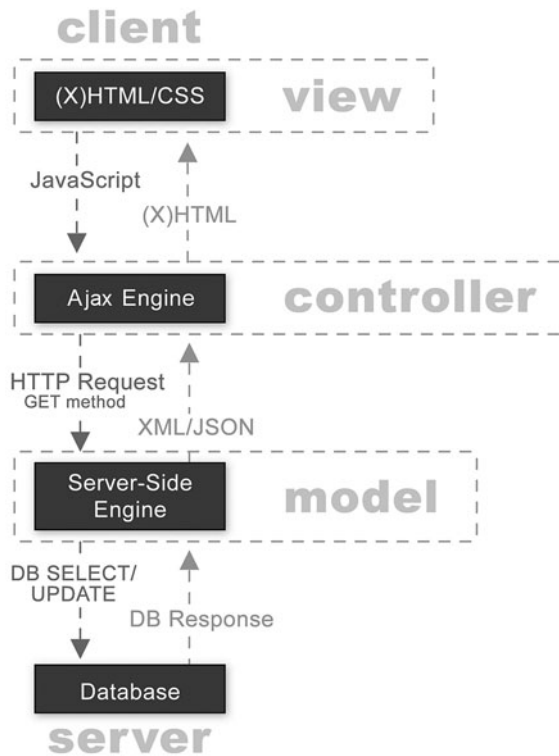 client
(X)HTML/CSS
view
JavaScript
(X)HTML
Ajax Engine
controller
HTTP Request
GET method
XML/JSON
Server-Side
Engine
model
DB SELECT/
UPDATE
DB Response
Database
server